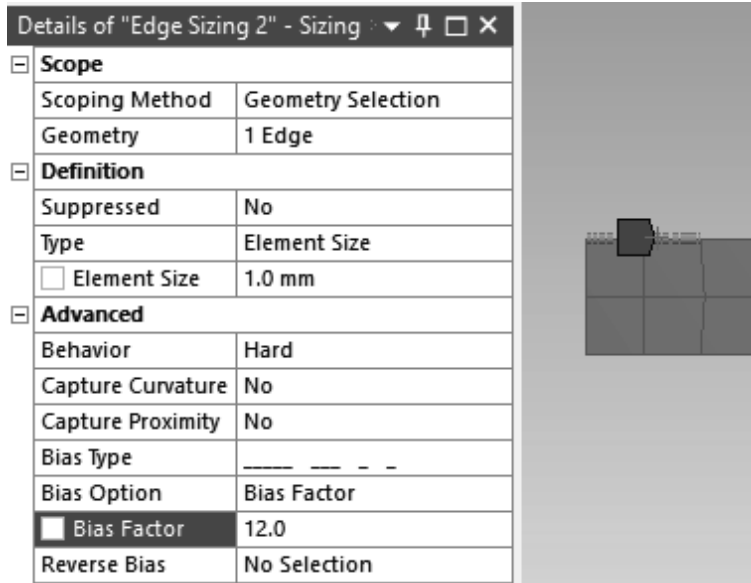 Details of "Edge Sizing 2" - Sizing
Scope
Scoping Method Geometry Selection
Geometry 1 Edge
Definition
Suppressed No
Type Element Size
Element Size 1.0 mm
Advanced
Behavior Hard
Capture Curvature No
Capture Proximity No
Bias Type _____ ___ _ _
Bias Option Bias Factor
Bias Factor 12.0
Reverse Bias No Selection